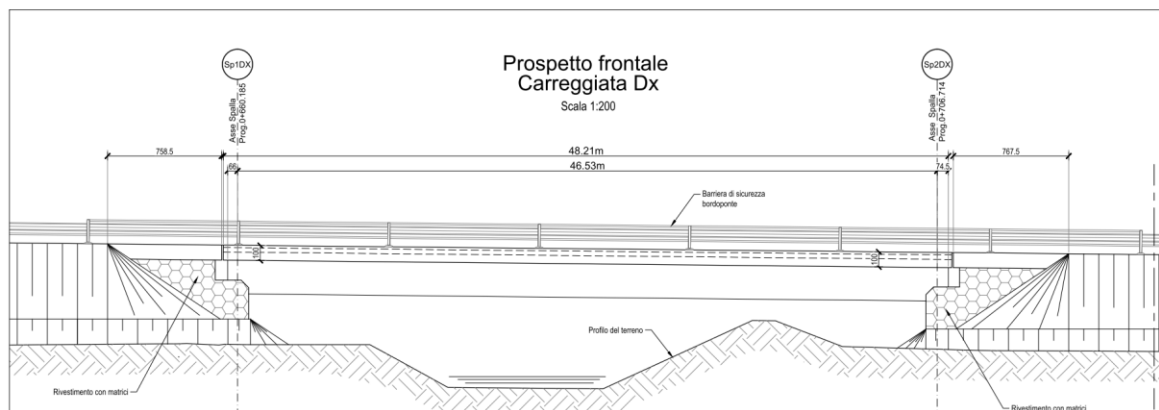 Sp1DX
Prospetto frontale
Carreggiata Dx
Scala 1:200
Sp2DX
Asse Spalla
Prog.0+660.185
Asse Spalla
Prog.0+706.714
758.5
48.21m
767.5
66
46.53m
74.5
Barriera di sicurezza
bordoponte
100
100
Profilo del terreno
Rivestimento con matrici
Rivestimento con matrici